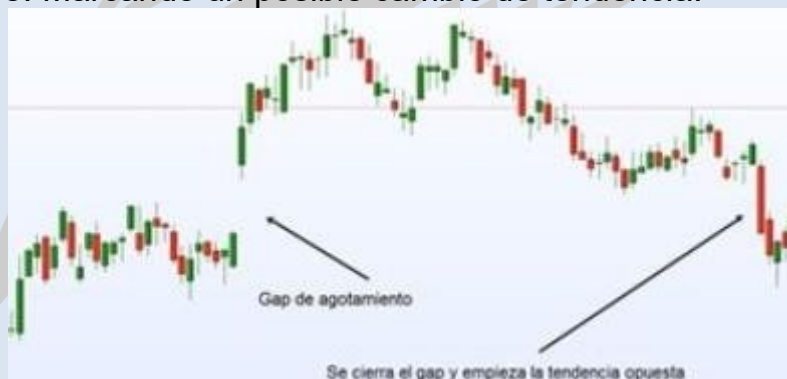 marcando un posible cambio de tendencia.
Gap de agotamiento
Se cierra el gap y empieza la tendencia opuesta